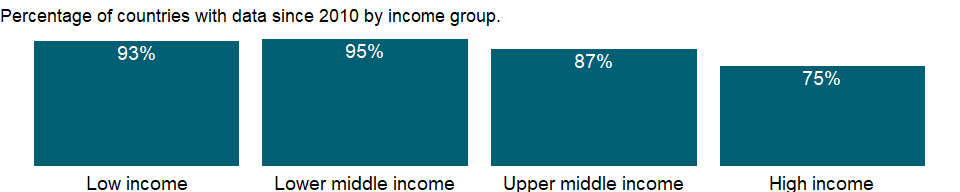 Percentage of countries with data since 2010 by income group.
93%
95%
87%
75%
Low income
Lower middle income
Upper middle income
High income